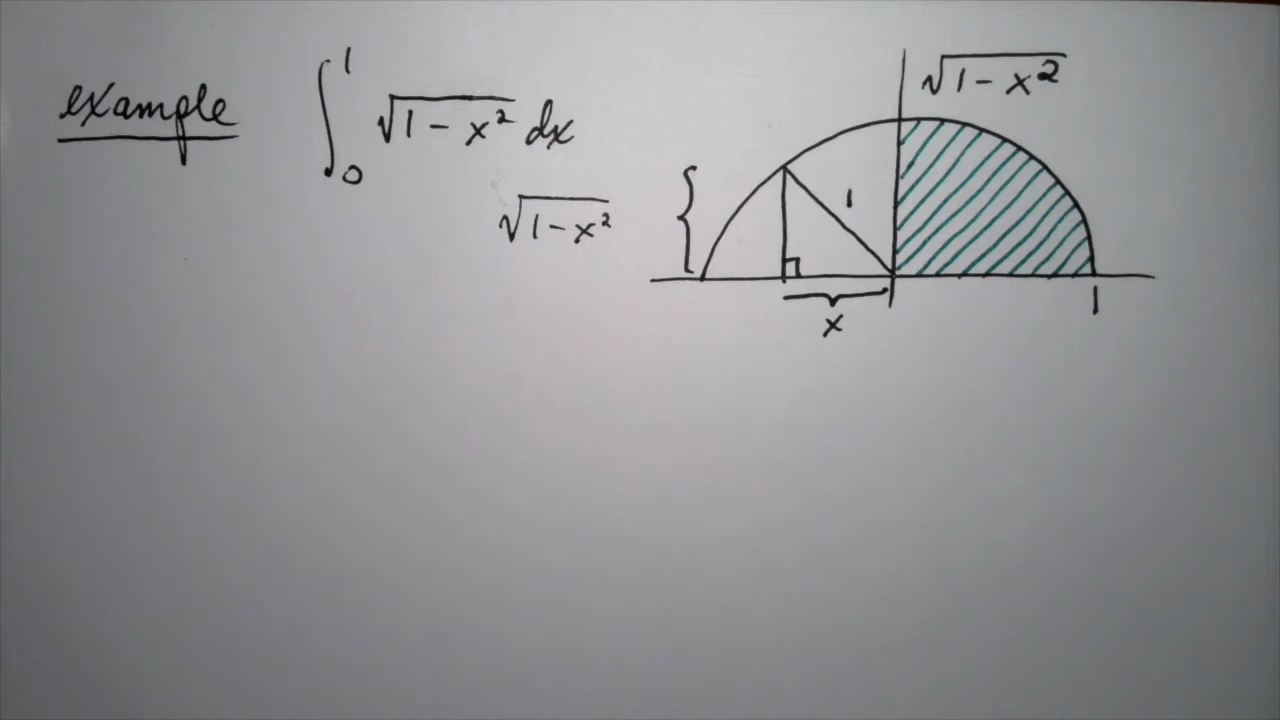 example ∫₀¹ √(1 - x²) dx
√(1 - x²)
√(1 - x²)
1
x
1